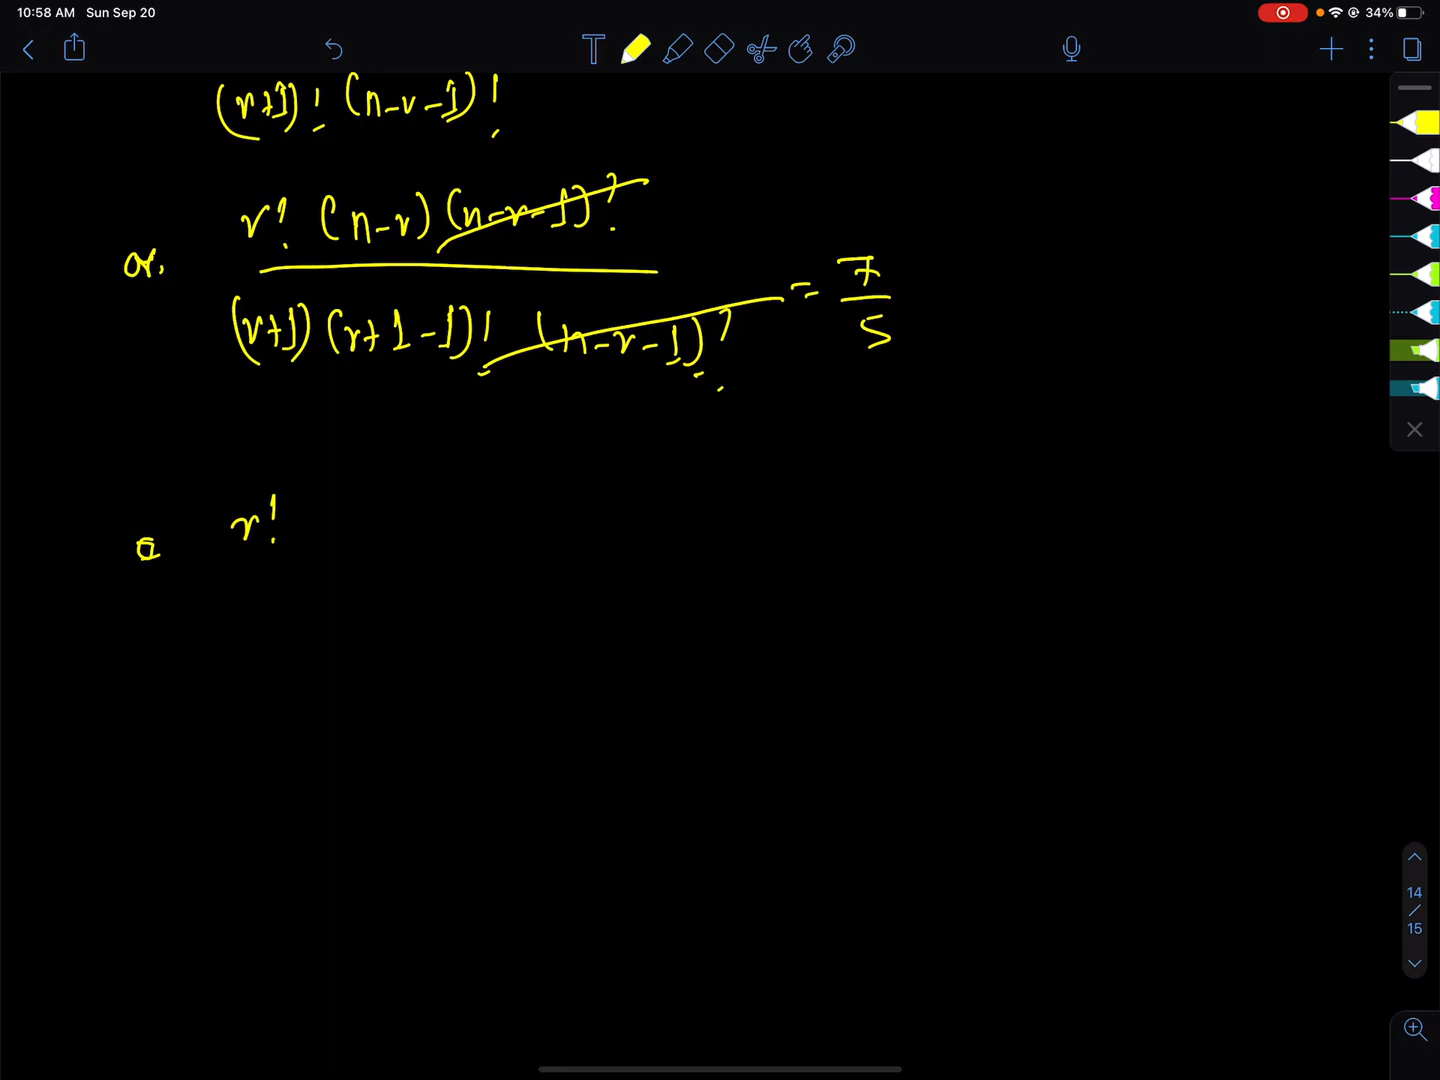 10:58 AM Sun Sep 20
34%
(r+1)! (n-r-1)!
r! (n-r) (n-r-1)!
or, = 7/5
(r+1) (r+1-1)! (n-r-1)!
r!
14
/
15